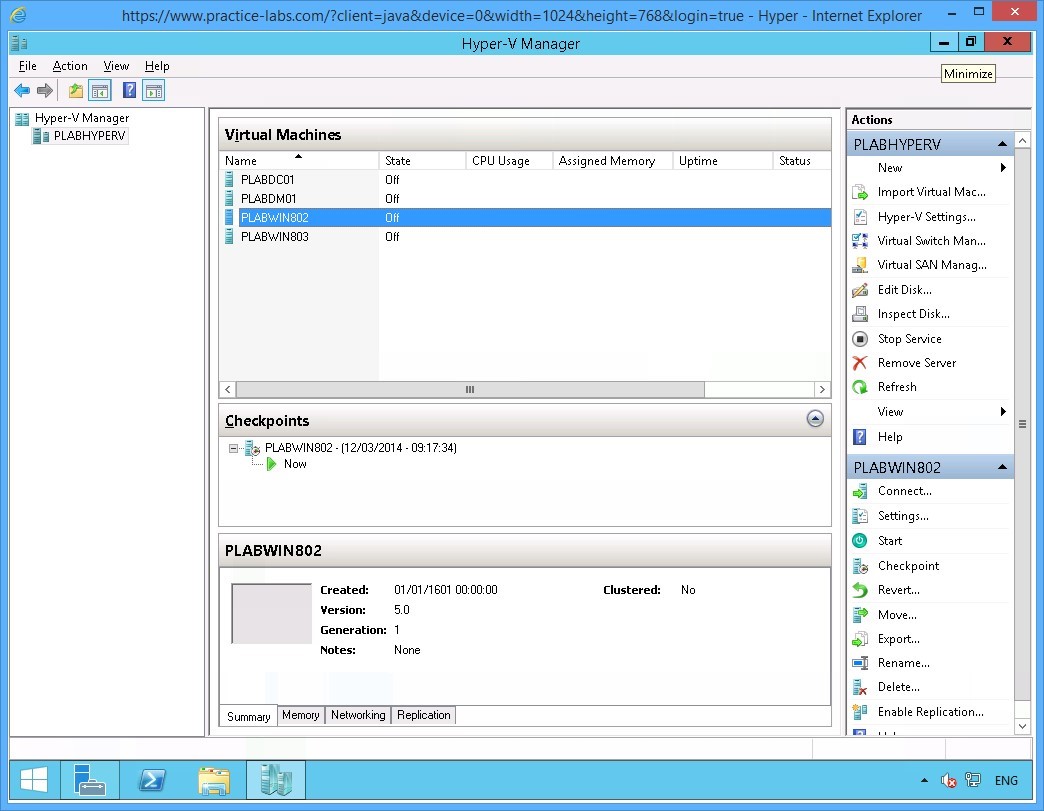 https://www.practice-labs.com/?client=java&device=0&width=1024&height=768&login=true - Hyper - Internet Explorer
Hyper-V Manager
File Action View Help
Minimize
Hyper-V Manager
PLABHYPERV
Virtual Machines
Name State CPU Usage Assigned Memory Uptime Status
PLABDC01 Off
PLABDM01 Off
PLABWIN802 Off
PLABWIN803 Off
Checkpoints
PLABWIN802 - (12/03/2014 - 09:17:34)
Now
PLABWIN802
Created: 01/01/1601 00:00:00 Clustered: No
Version: 5.0
Generation: 1
Notes: None
Summary Memory Networking Replication
Actions
PLABHYPERV
New
Import Virtual Mac...
Hyper-V Settings...
Virtual Switch Man...
Virtual SAN Manag...
Edit Disk...
Inspect Disk...
Stop Service
Remove Server
Refresh
View
Help
PLABWIN802
Connect...
Settings...
Start
Checkpoint
Revert...
Move...
Export...
Rename...
Delete...
Enable Replication...
ENG